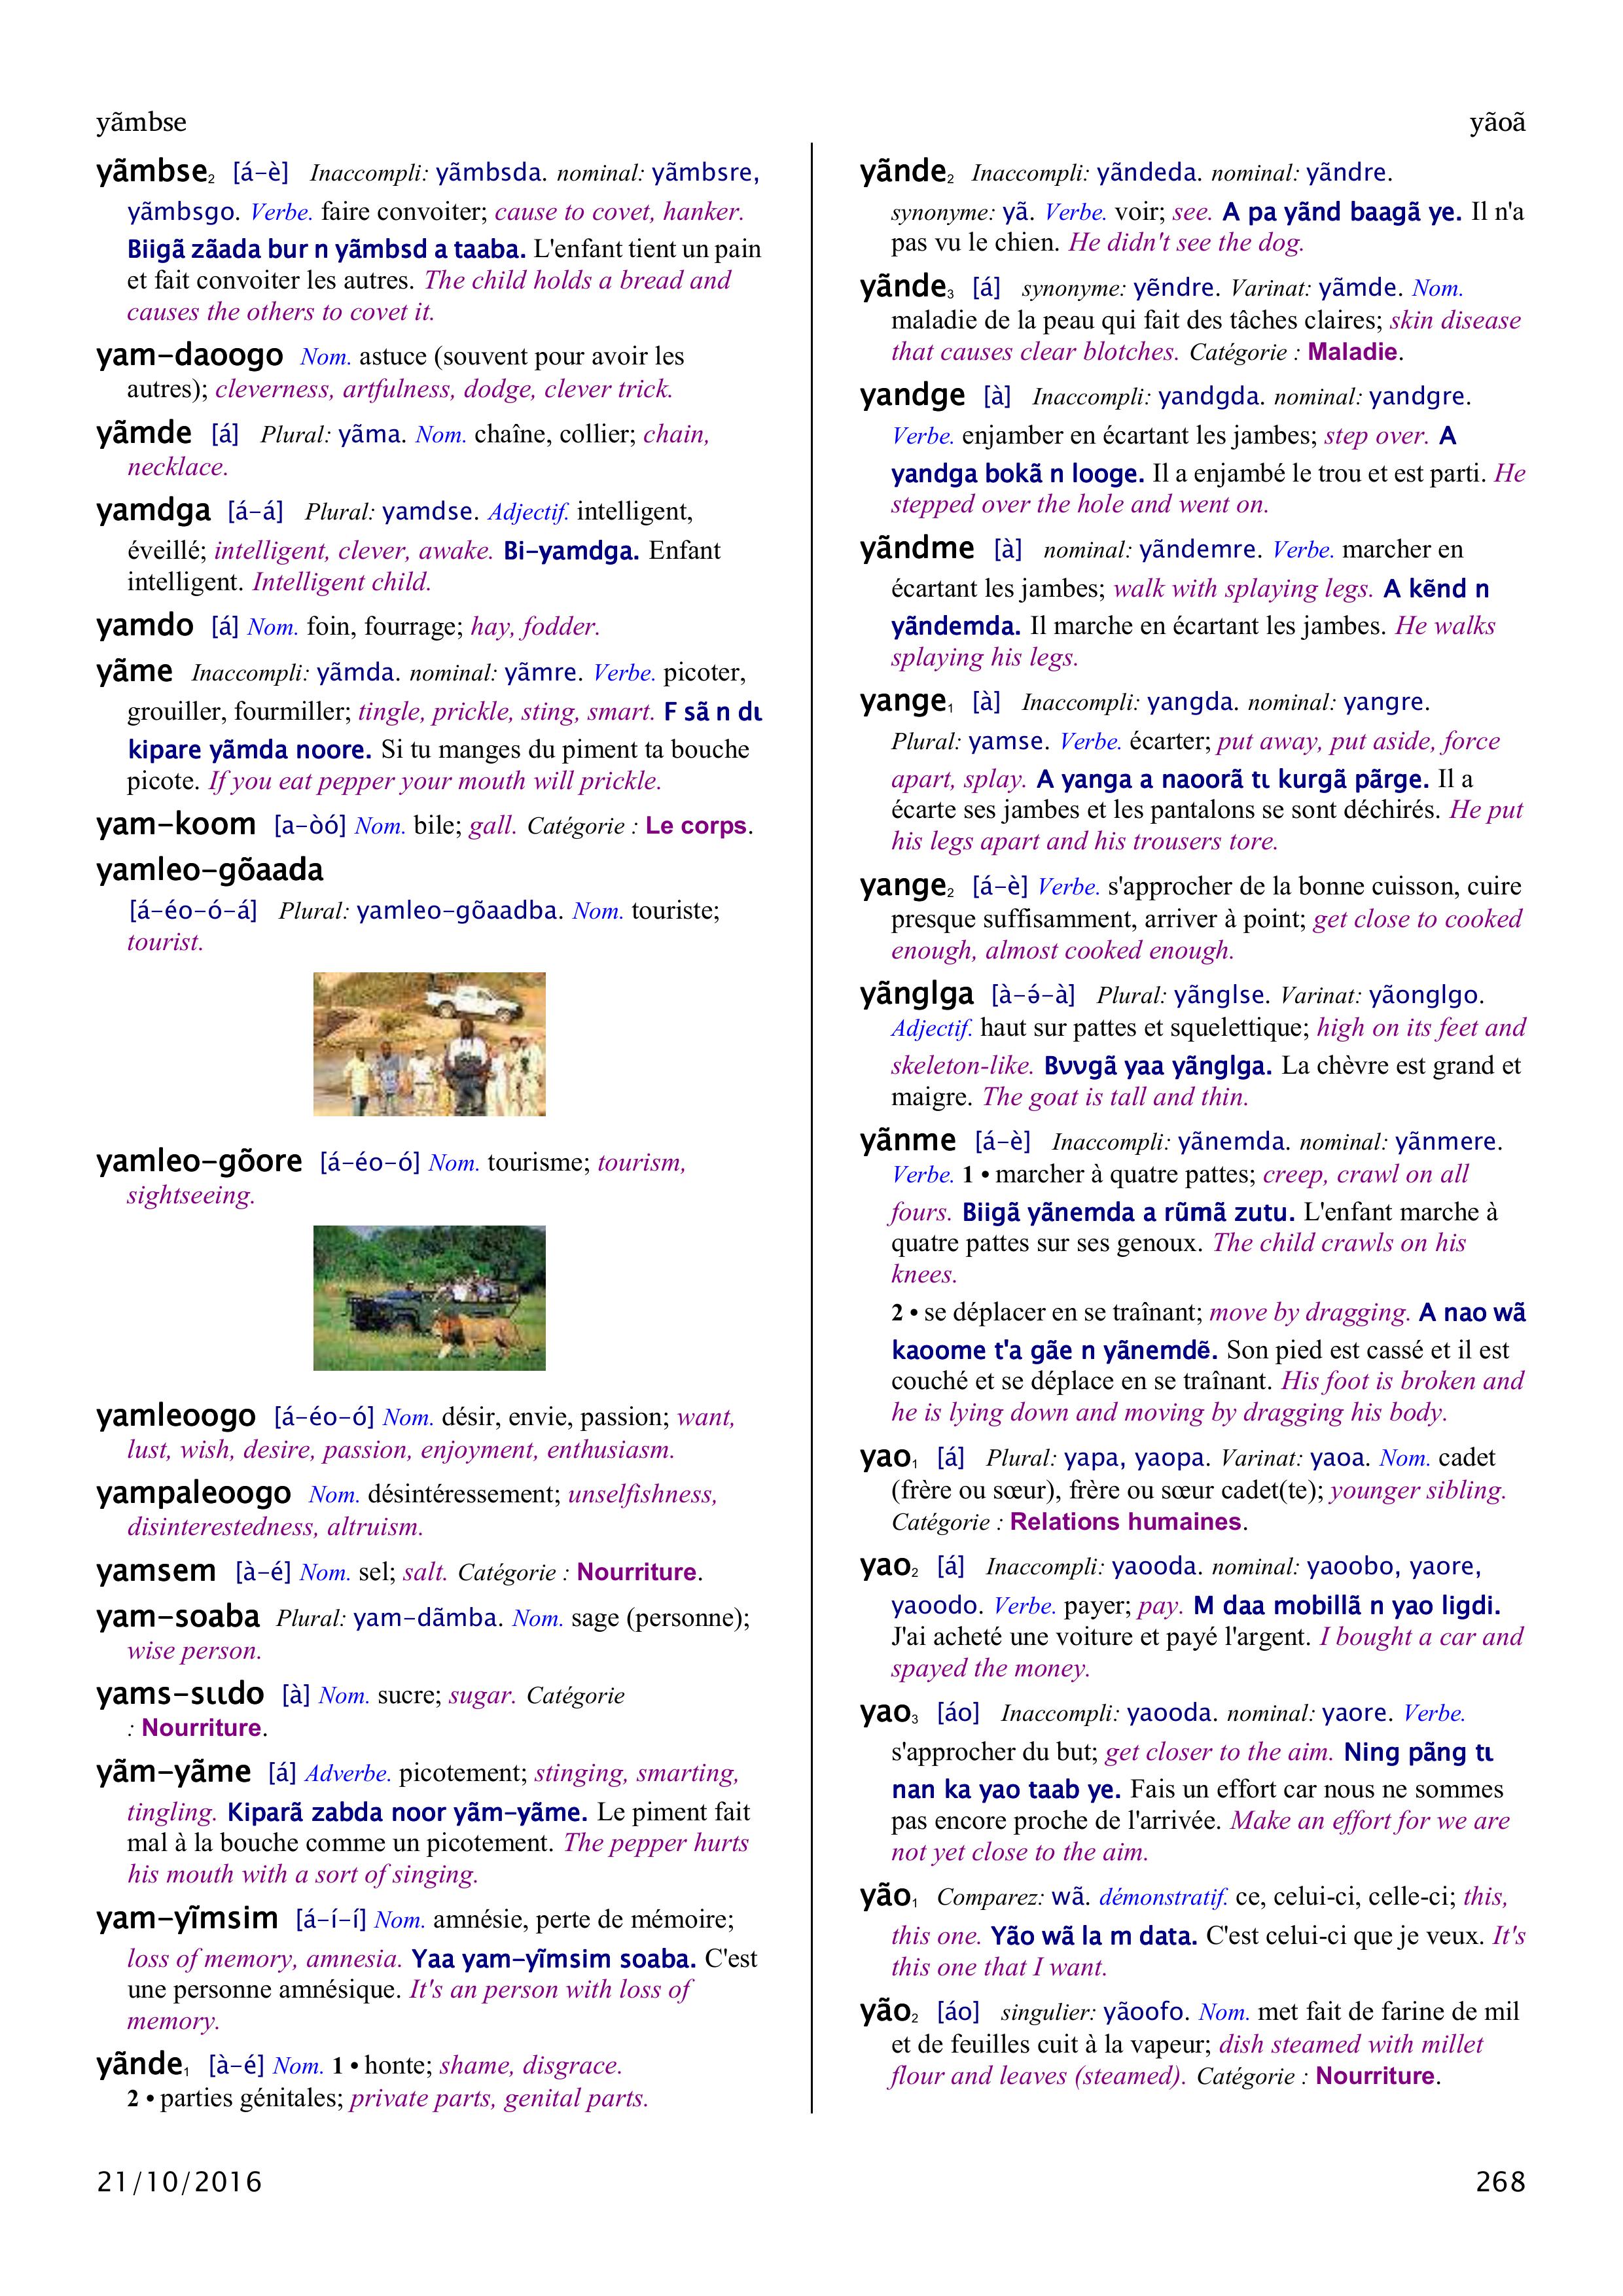 yãmbse
yãoã
yãmbse₂ [á-è] Inaccompli: yãmbsda. nominal: yãmbsre,
yãmbsgo. Verbe. faire convoiter; cause to covet, hanker.
Biigã zãada bur n yãmbsd a taaba. L'enfant tient un pain
et fait convoiter les autres. The child holds a bread and
causes the others to covet it.
yam-daoogo Nom. astuce (souvent pour avoir les
autres); cleverness, artfulness, dodge, clever trick.
yãmde [á] Plural: yãma. Nom. chaîne, collier; chain,
necklace.
yamdga [á-á] Plural: yamdse. Adjectif. intelligent,
éveillé; intelligent, clever, awake. Bi-yamdga. Enfant
intelligent. Intelligent child.
yamdo [á] Nom. foin, fourrage; hay, fodder.
yãme Inaccompli: yãmda. nominal: yãmre. Verbe. picoter,
grouiller, fourmiller; tingle, prickle, sting, smart. F sã n dɩ
kipare yãmda noore. Si tu manges du piment ta bouche
picote. If you eat pepper your mouth will prickle.
yam-koom [a-òó] Nom. bile; gall. Catégorie : Le corps.
yamleo-gõaada
[á-éo-ó-á] Plural: yamleo-gõaadba. Nom. touriste;
tourist.
yamleo-gõore [á-éo-ó] Nom. tourisme; tourism,
sightseeing.
yamleoogo [á-éo-ó] Nom. désir, envie, passion; want,
lust, wish, desire, passion, enjoyment, enthusiasm.
yampaleoogo Nom. désintéressement; unselfishness,
disinterestedness, altruism.
yamsem [à-é] Nom. sel; salt. Catégorie : Nourriture.
yam-soaba Plural: yam-dãmba. Nom. sage (personne);
wise person.
yams-sɩɩdo [à] Nom. sucre; sugar. Catégorie
: Nourriture.
yãm-yãme [á] Adverbe. picotement; stinging, smarting,
tingling. Kiparã zabda noor yãm-yãme. Le piment fait
mal à la bouche comme un picotement. The pepper hurts
his mouth with a sort of singing.
yam-yĩmsim [á-í-í] Nom. amnésie, perte de mémoire;
loss of memory, amnesia. Yaa yam-yĩmsim soaba. C'est
une personne amnésique. It's an person with loss of
memory.
yãnde₁ [à-é] Nom. 1 • honte; shame, disgrace.
2 • parties génitales; private parts, genital parts.
yãnde₂ Inaccompli: yãndeda. nominal: yãndre.
synonyme: yã. Verbe. voir; see. A pa yãnd baagã ye. Il n'a
pas vu le chien. He didn't see the dog.
yãnde₃ [á] synonyme: yẽndre. Varinat: yãmde. Nom.
maladie de la peau qui fait des tâches claires; skin disease
that causes clear blotches. Catégorie : Maladie.
yandge [à] Inaccompli: yandgda. nominal: yandgre.
Verbe. enjamber en écartant les jambes; step over. A
yandga bokã n looge. Il a enjambé le trou et est parti. He
stepped over the hole and went on.
yãndme [à] nominal: yãndemre. Verbe. marcher en
écartant les jambes; walk with splaying legs. A kẽnd n
yãndemda. Il marche en écartant les jambes. He walks
splaying his legs.
yange₁ [à] Inaccompli: yangda. nominal: yangre.
Plural: yamse. Verbe. écarter; put away, put aside, force
apart, splay. A yanga a naoorã tɩ kurgã pãrge. Il a
écarte ses jambes et les pantalons se sont déchirés. He put
his legs apart and his trousers tore.
yange₂ [á-è] Verbe. s'approcher de la bonne cuisson, cuire
presque suffisamment, arriver à point; get close to cooked
enough, almost cooked enough.
yãnglga [à-ə́-à] Plural: yãnglse. Varinat: yãonglgo.
Adjectif. haut sur pattes et squelettique; high on its feet and
skeleton-like. Bʋʋgã yaa yãnglga. La chèvre est grand et
maigre. The goat is tall and thin.
yãnme [á-è] Inaccompli: yãnemda. nominal: yãnmere.
Verbe. 1 • marcher à quatre pattes; creep, crawl on all
fours. Biigã yãnemda a rũmã zutu. L'enfant marche à
quatre pattes sur ses genoux. The child crawls on his
knees.
2 • se déplacer en se traînant; move by dragging. A nao wã
kaoome t'a gãe n yãnemdẽ. Son pied est cassé et il est
couché et se déplace en se traînant. His foot is broken and
he is lying down and moving by dragging his body.
yao₁ [á] Plural: yapa, yaopa. Varinat: yaoa. Nom. cadet
(frère ou sœur), frère ou sœur cadet(te); younger sibling.
Catégorie : Relations humaines.
yao₂ [á] Inaccompli: yaooda. nominal: yaoobo, yaore,
yaoodo. Verbe. payer; pay. M daa mobillã n yao ligdi.
J'ai acheté une voiture et payé l'argent. I bought a car and
spayed the money.
yao₃ [áo] Inaccompli: yaooda. nominal: yaore. Verbe.
s'approcher du but; get closer to the aim. Ning pãng tɩ
nan ka yao taab ye. Fais un effort car nous ne sommes
pas encore proche de l'arrivée. Make an effort for we are
not yet close to the aim.
yão₁ Comparez: wã. démonstratif. ce, celui-ci, celle-ci; this,
this one. Yão wã la m data. C'est celui-ci que je veux. It's
this one that I want.
yão₂ [áo] singulier: yãoofo. Nom. met fait de farine de mil
et de feuilles cuit à la vapeur; dish steamed with millet
flour and leaves (steamed). Catégorie : Nourriture.
21/10/2016
268